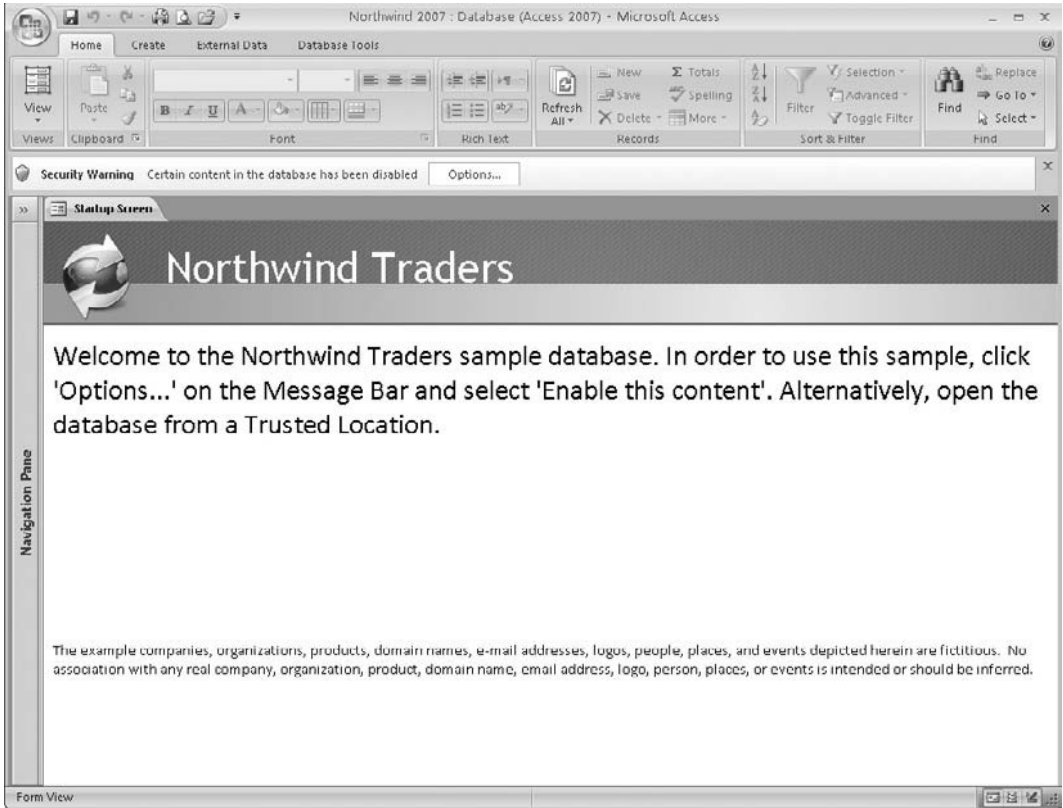 Northwind 2007 : Database (Access 2007) - Microsoft Access
Home Create External Data Database Tools
View Paste Refresh All New Save Delete Totals Spelling More Filter Selection Advanced Toggle Filter Find Replace Go To Select
B I U A ab
Views Clipboard Font Rich Text Records Sort & Filter Find
Security Warning Certain content in the database has been disabled Options...
Startup Screen
Northwind Traders
Welcome to the Northwind Traders sample database. In order to use this sample, click
'Options...' on the Message Bar and select 'Enable this content'. Alternatively, open the
database from a Trusted Location.
Navigation Pane
The example companies, organizations, products, domain names, e-mail addresses, logos, people, places, and events depicted herein are fictitious. No
association with any real company, organization, product, domain name, email address, logo, person, places, or events is intended or should be inferred.
Form View